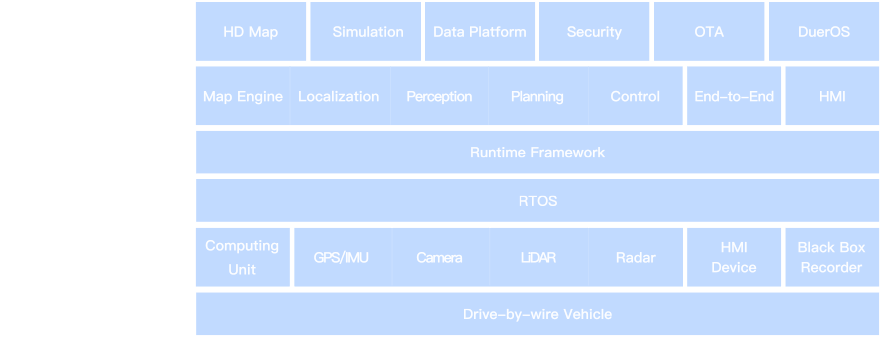 HD Map
Simulation
Data Platform
Security
OTA
DuerOS
Map Engine
Localization
Perception
Planning
Control
End-to-End
HMI
Runtime Framework
RTOS
Computing
Unit
GPS/IMU
Camera
LiDAR
Radar
HMI
Device
Black Box
Recorder
Drive-by-wire Vehicle